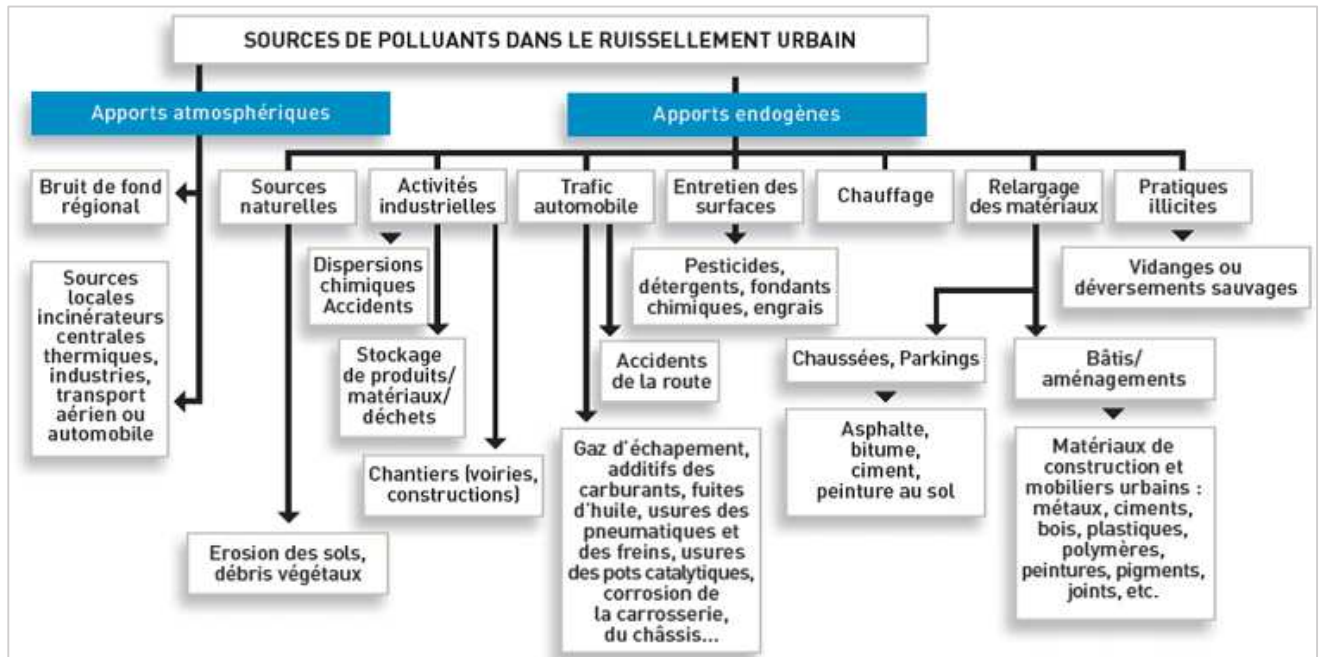 SOURCES DE POLLUANTS DANS LE RUISSELLEMENT URBAIN
Apports atmosphériques
Apports endogènes
Bruit de fond
régional
Sources
naturelles
Activités
industrielles
Trafic
automobile
Entretien des
surfaces
Chauffage
Relargage
des matériaux
Pratiques
illicites
Sources
locales
incinérateurs
centrales
thermiques,
industries,
transport
aérien ou
automobile
Dispersions
chimiques
Accidents
Pesticides,
détergents, fondants
chimiques, engrais
Vidanges ou
déversements sauvages
Stockage
de produits/
matériaux/
déchets
Accidents
de la route
Chaussées, Parkings
Bâtis/
aménagements
Chantiers (voiries,
constructions)
Gaz d'échapement,
additifs des
carburants, fuites
d'huile, usures des
pneumatiques et
des freins, usures
des pots catalytiques,
corrosion de
la carrosserie,
du châssis...
Asphalte,
bitume,
ciment,
peinture au sol
Matériaux de
construction et
mobiliers urbains :
métaux, ciments,
bois, plastiques,
polymères,
peintures, pigments,
joints, etc.
Erosion des sols,
débris végétaux